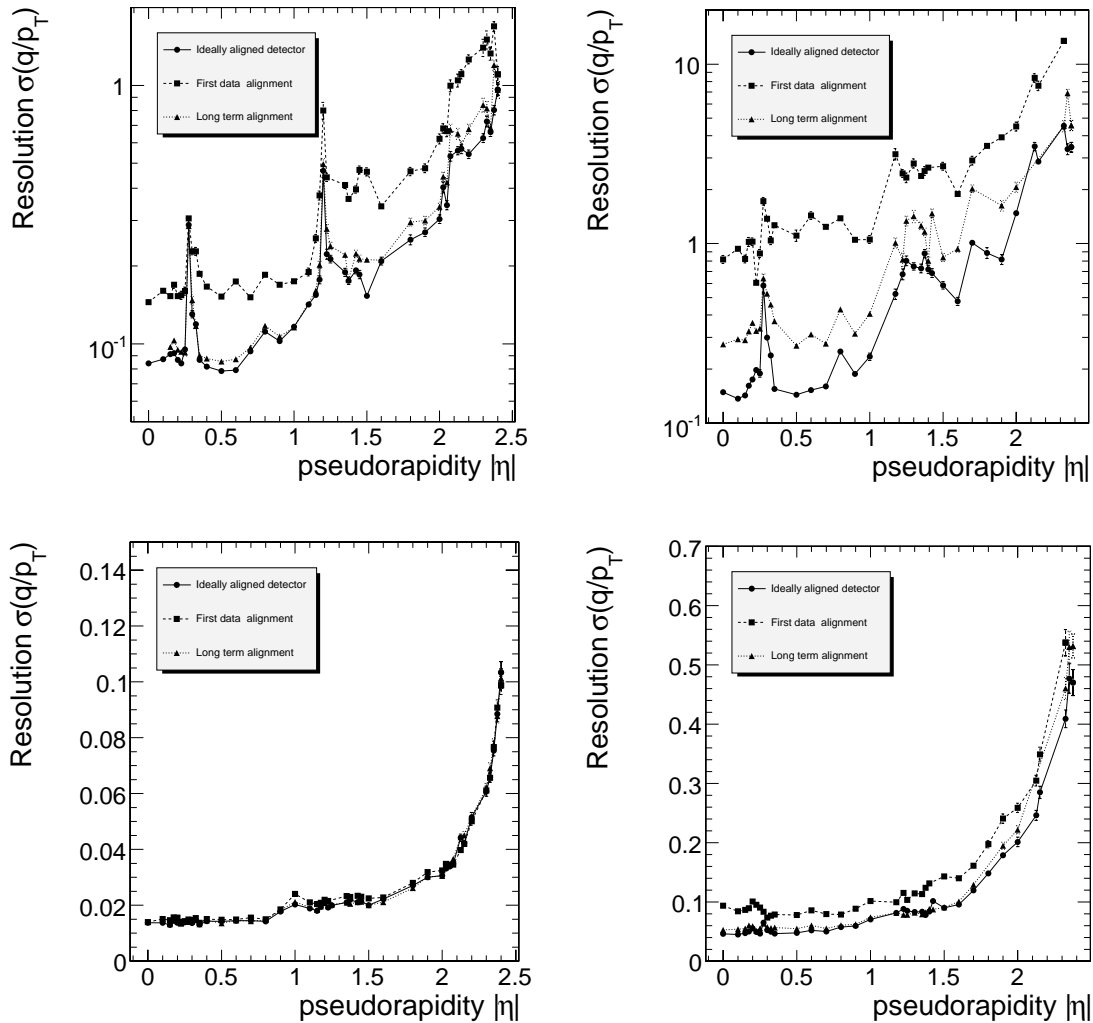 Resolution σ(q/p_T)
1
10^-1
Ideally aligned detector
First data alignment
Long term alignment
0 0.5 1 1.5 2 2.5
pseudorapidity |η|
Resolution σ(q/p_T)
10
1
10^-1
Ideally aligned detector
First data alignment
Long term alignment
0 0.5 1 1.5 2
pseudorapidity |η|
Resolution σ(q/p_T)
0.14
0.12
0.1
0.08
0.06
0.04
0.02
0
Ideally aligned detector
First data alignment
Long term alignment
0 0.5 1 1.5 2 2.5
pseudorapidity |η|
Resolution σ(q/p_T)
0.7
0.6
0.5
0.4
0.3
0.2
0.1
0
Ideally aligned detector
First data alignment
Long term alignment
0 0.5 1 1.5 2
pseudorapidity |η|